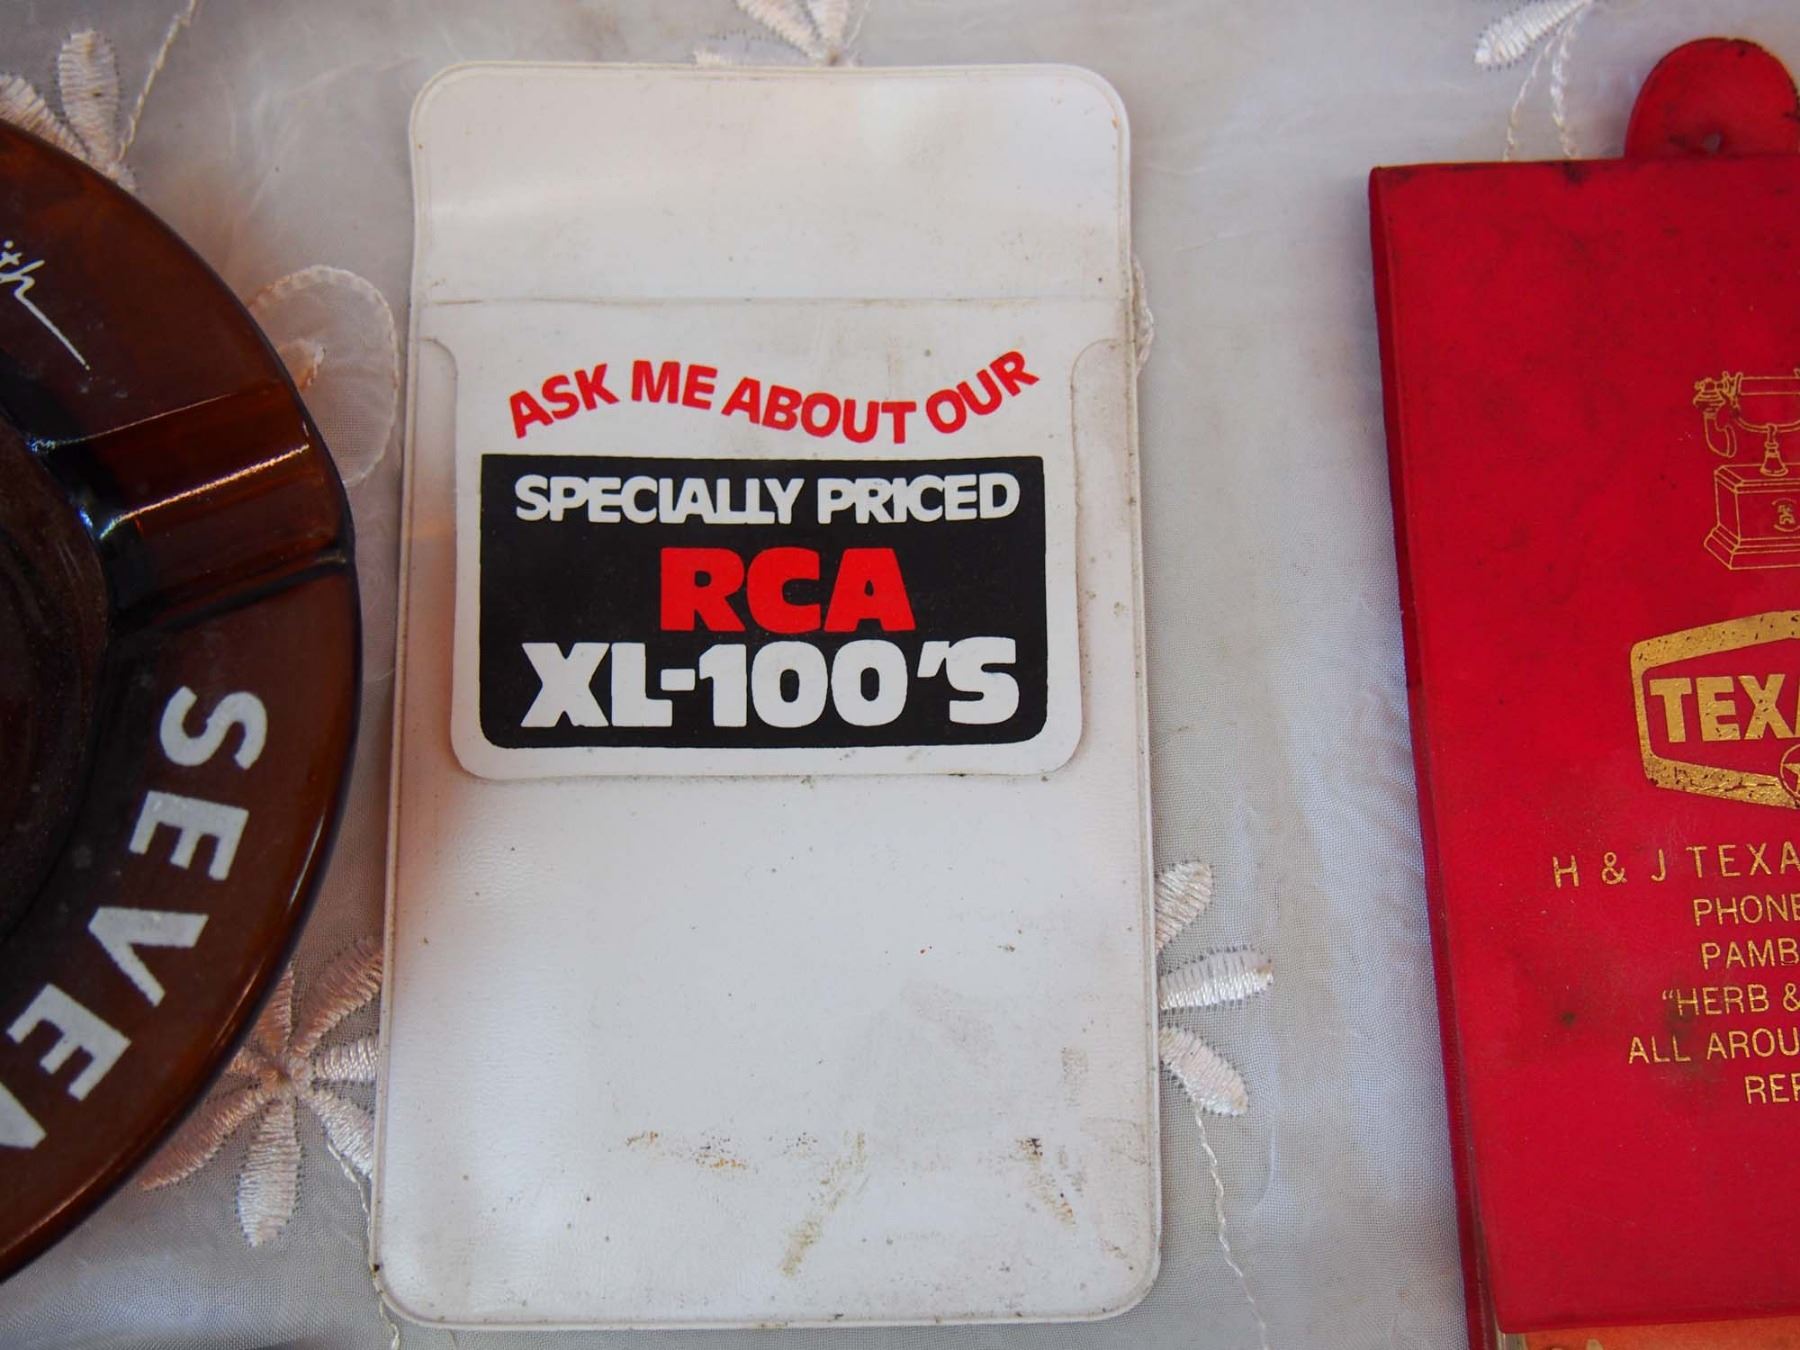 ASK ME ABOUT OUR
SPECIALLY PRICED
RCA
XL-100'S
SEVE
TEXA
H & J TEXA
PHONE
PAMB
"HERB &
ALL AROU
REP